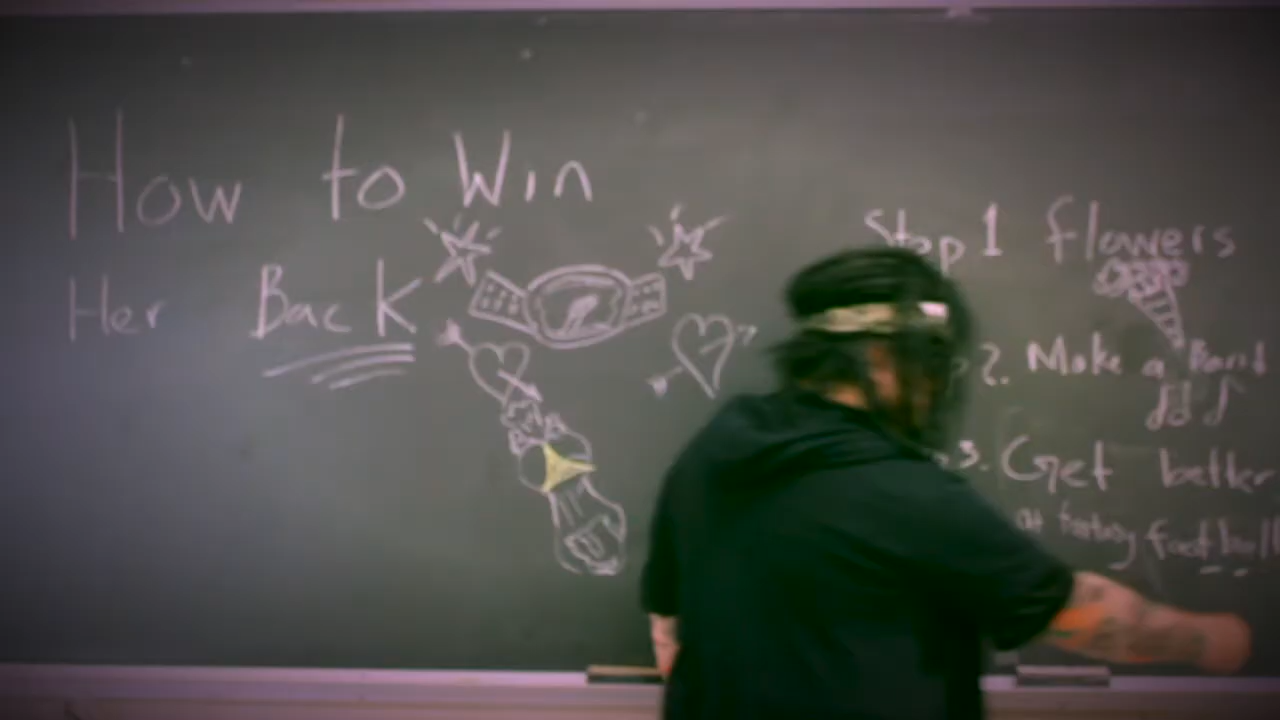 How to Win
Her Back
Step 1 flowers
2. Make a Band
3. Get better
at fantasy football